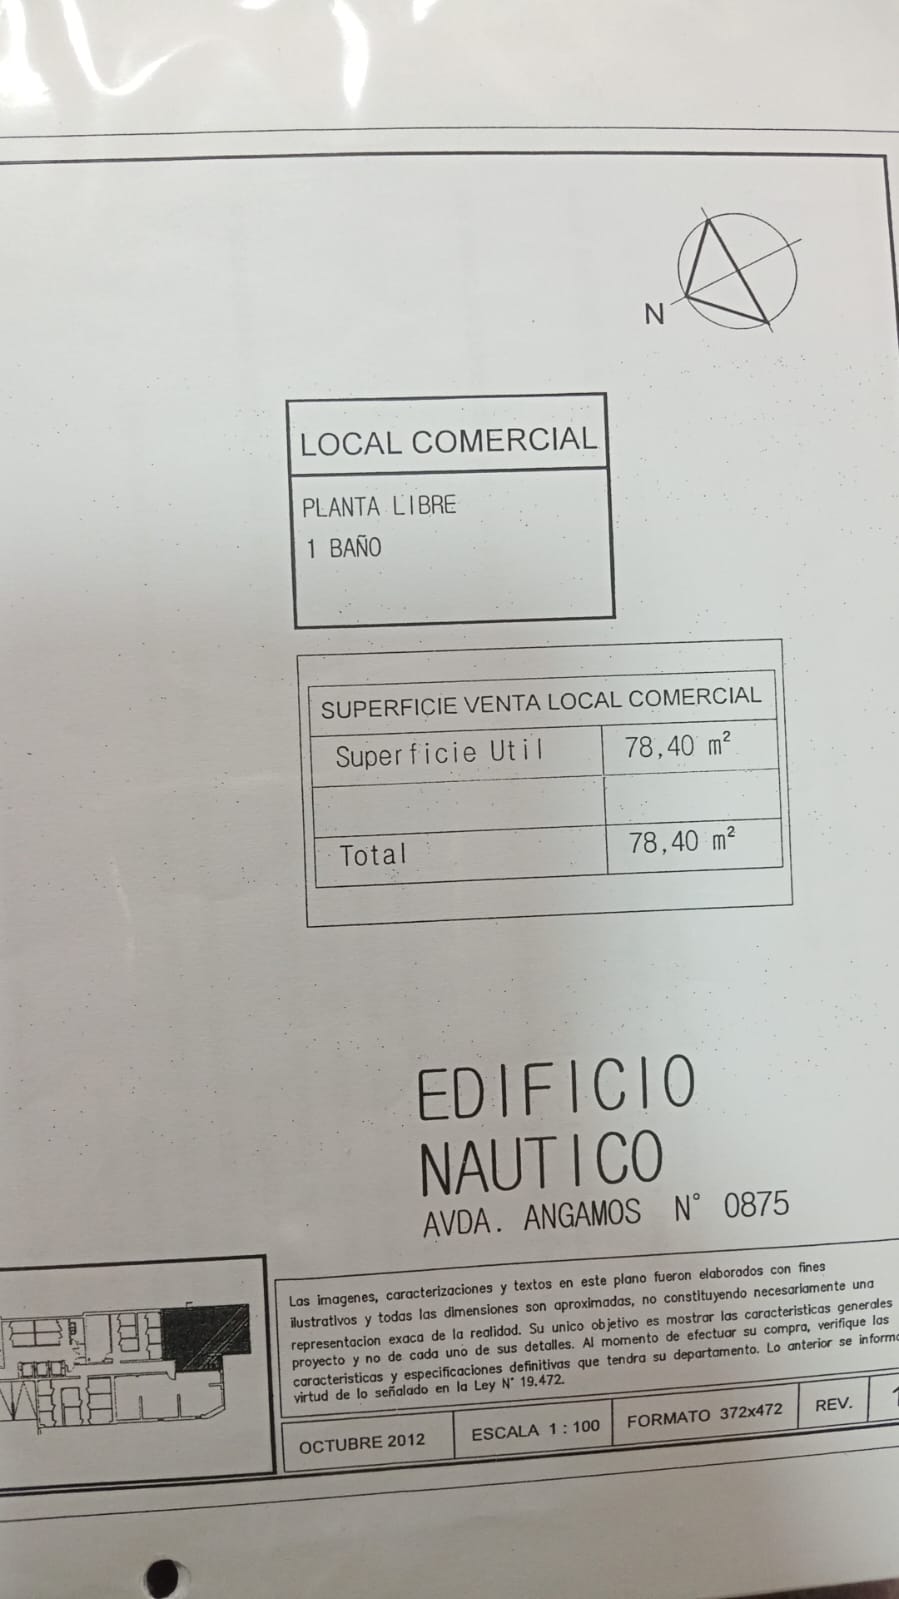 N
LOCAL COMERCIAL
PLANTA LIBRE
1 BAÑO
SUPERFICIE VENTA LOCAL COMERCIAL
Superficie Util 78,40 m²
Total 78,40 m²
EDIFICIO
NAUTICO
AVDA. ANGAMOS N° 0875
Las imagenes, caracterizaciones y textos en este plano fueron elaborados con fines
ilustrativos y todas las dimensiones son aproximadas, no constituyendo necesariamente una
representacion exaca de la realidad. Su unico objetivo es mostrar las caracteristicas generales
proyecto y no de cada uno de sus detalles. Al momento de efectuar su compra, verifique las
caracteristicas y especificaciones definitivas que tendra su departamento. Lo anterior se inform
virtud de lo señalado en la Ley N° 19.472.
OCTUBRE 2012 ESCALA 1 : 100 FORMATO 372x472 REV.